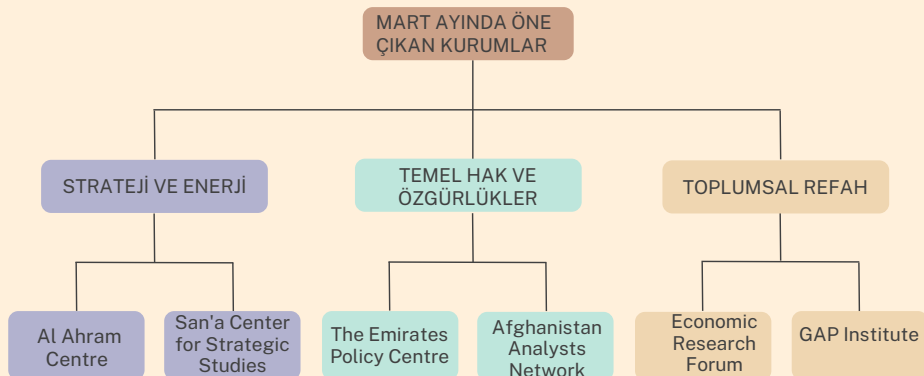 MART AYINDA ÖNE
ÇIKAN KURUMLAR
STRATEJİ VE ENERJİ
TEMEL HAK VE
ÖZGÜRLÜKLER
TOPLUMSAL REFAH
Al Ahram
Centre
San'a Center
for Strategic
Studies
The Emirates
Policy Centre
Afghanistan
Analysts
Network
Economic
Research
Forum
GAP Institute